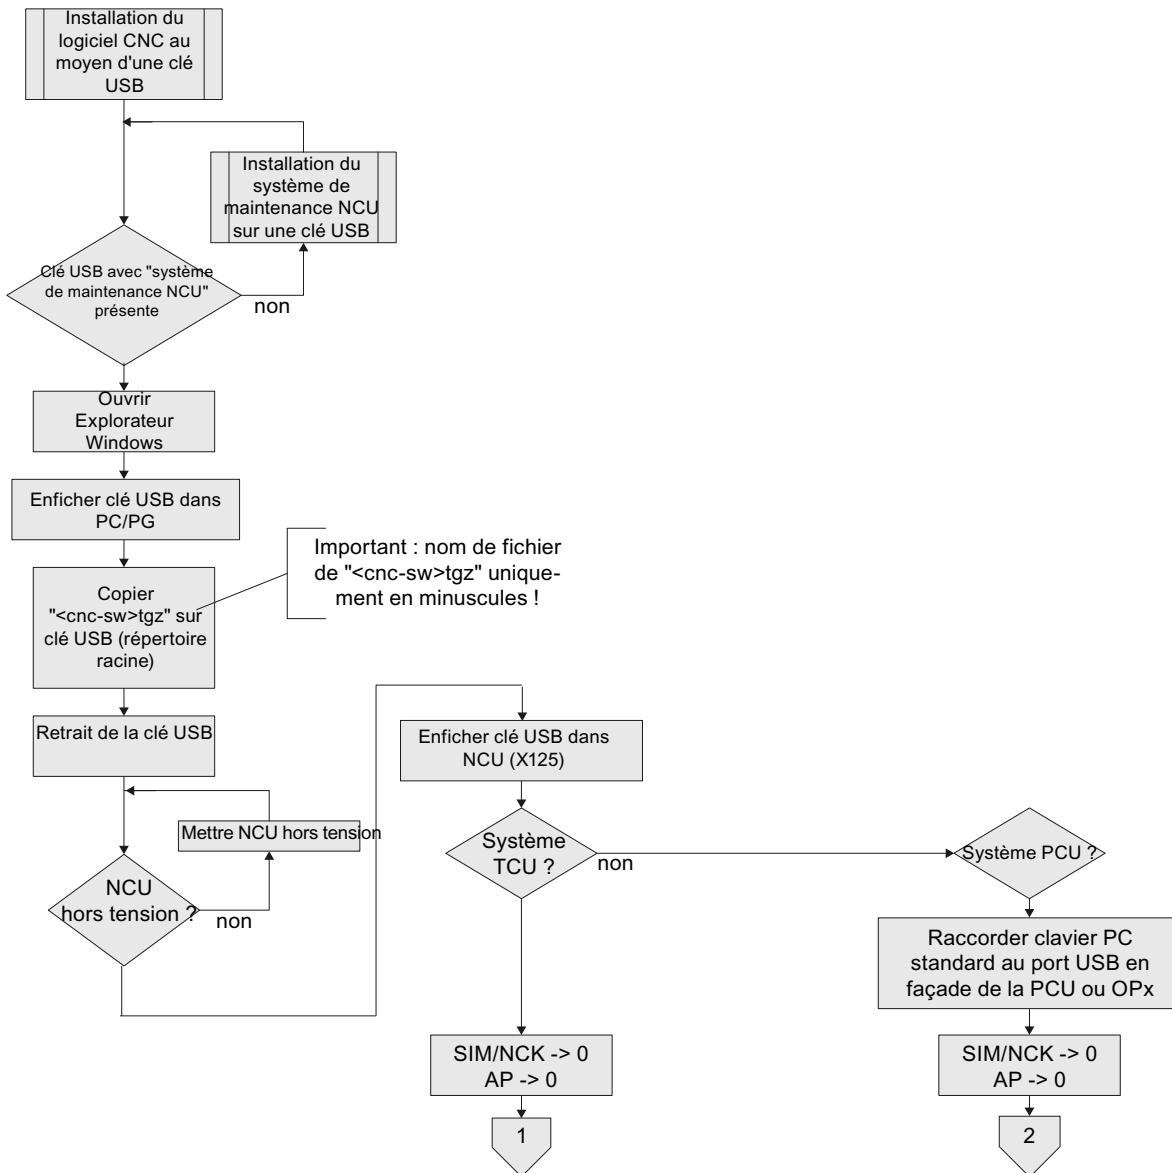 Installation du
logiciel CNC au
moyen d'une clé
USB
Installation du
système de
maintenance NCU
sur une clé USB
Clé USB avec "système
de maintenance NCU"
présente
non
Ouvrir
Explorateur
Windows
Enficher clé USB dans
PC/PG
Important : nom de fichier
de "<cnc-sw>tgz" unique-
ment en minuscules !
Copier
"<cnc-sw>tgz" sur
clé USB (répertoire
racine)
Retrait de la clé USB
Mettre NCU hors tension
NCU
hors tension ?
non
Enficher clé USB dans
NCU (X125)
Système
TCU ?
non
Système PCU ?
Raccorder clavier PC
standard au port USB en
façade de la PCU ou OPx
SIM/NCK -> 0
AP -> 0
SIM/NCK -> 0
AP -> 0
1
2